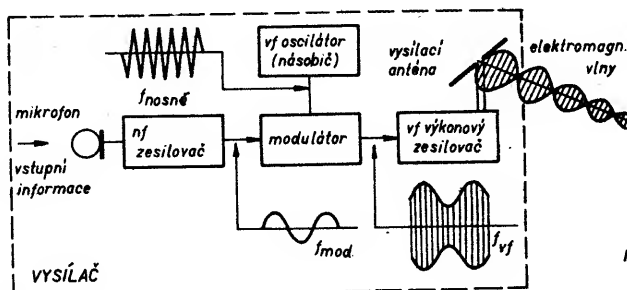 vf oscilátor
(násobič)
vysílací
anténa
elektromagn.
vlny
f nosné
mikrofon
nf
zesilovač
modulátor
vf výkonový
zesilovač
vstupní
informace
f mod.
f vf
VYSÍLAČ